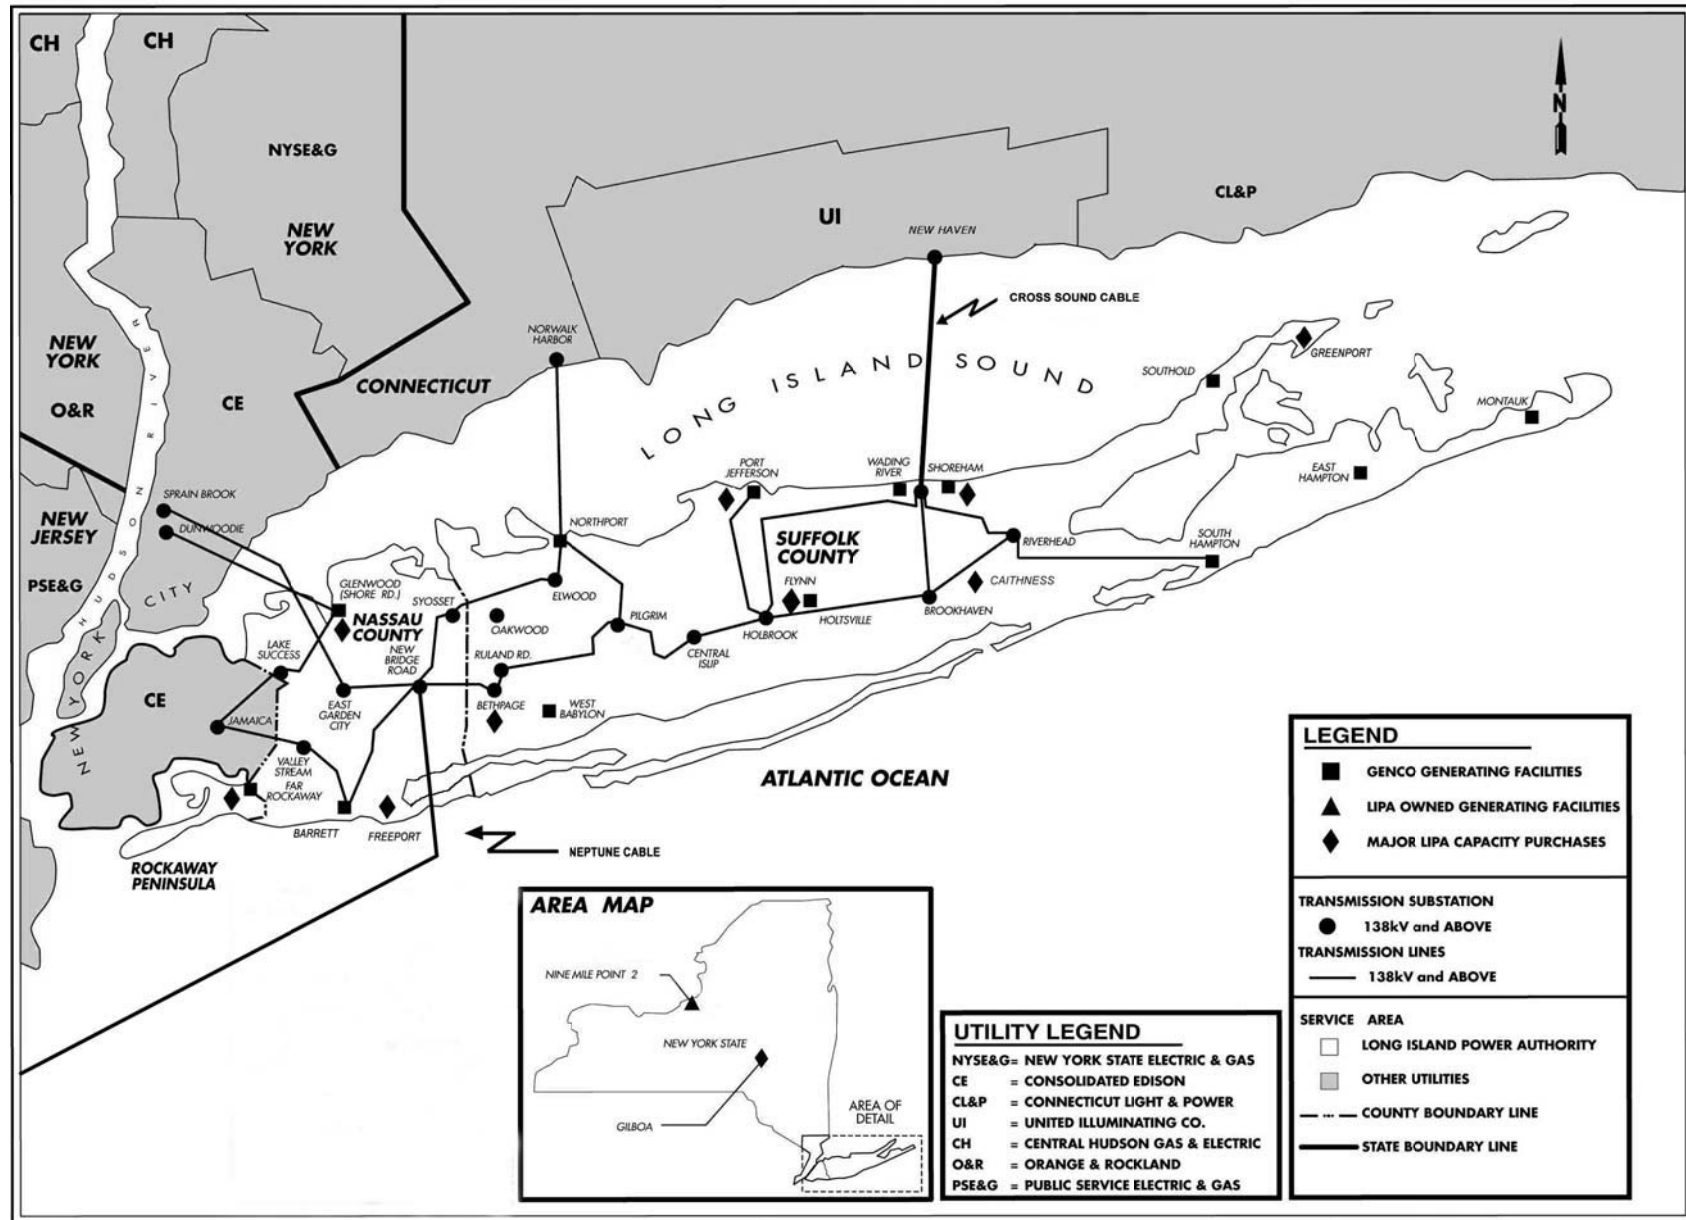 CH
CH
N
NYSE&G
NEW
YORK
UI
CL&P
NEW HAVEN
CROSS SOUND CABLE
NORWALK
HARBOR
NEW
YORK
O&R
CE
CONNECTICUT
HUDSON RIVER
LONG ISLAND SOUND
GREENPORT
SOUTHOLD
MONTAUK
EAST
HAMPTON
SOUTH
HAMPTON
PORT
JEFFERSON
WADING
RIVER
SHOREHAM
SPRAIN BROOK
DUNWOODIE
NEW
JERSEY
PSE&G
NORTHPORT
SUFFOLK
COUNTY
RIVERHEAD
GLENWOOD
(SHORE RD.)
SYOSSET
ELWOOD
FLYNN
CAITHNESS
NASSAU
COUNTY
OAKWOOD
PILGRIM
HOLTSVILLE
BROOKHAVEN
HOLBROOK
LAKE
SUCCESS
NEW
BRIDGE
ROAD
RULAND RD.
CENTRAL
ISLIP
NEW YORK CITY
CE
JAMAICA
EAST
GARDEN
CITY
BETHPAGE
WEST
BABYLON
VALLEY
STREAM
FAR
ROCKAWAY
BARRETT
FREEPORT
ATLANTIC OCEAN
NEPTUNE CABLE
ROCKAWAY
PENINSULA
AREA MAP
NINE MILE POINT 2
NEW YORK STATE
GILBOA
AREA OF
DETAIL
UTILITY LEGEND
NYSE&G= NEW YORK STATE ELECTRIC & GAS
CE = CONSOLIDATED EDISON
CL&P = CONNECTICUT LIGHT & POWER
UI = UNITED ILLUMINATING CO.
CH = CENTRAL HUDSON GAS & ELECTRIC
O&R = ORANGE & ROCKLAND
PSE&G = PUBLIC SERVICE ELECTRIC & GAS
LEGEND
GENCO GENERATING FACILITIES
LIPA OWNED GENERATING FACILITIES
MAJOR LIPA CAPACITY PURCHASES
TRANSMISSION SUBSTATION
138kV and ABOVE
TRANSMISSION LINES
138kV and ABOVE
SERVICE AREA
LONG ISLAND POWER AUTHORITY
OTHER UTILITIES
COUNTY BOUNDARY LINE
STATE BOUNDARY LINE